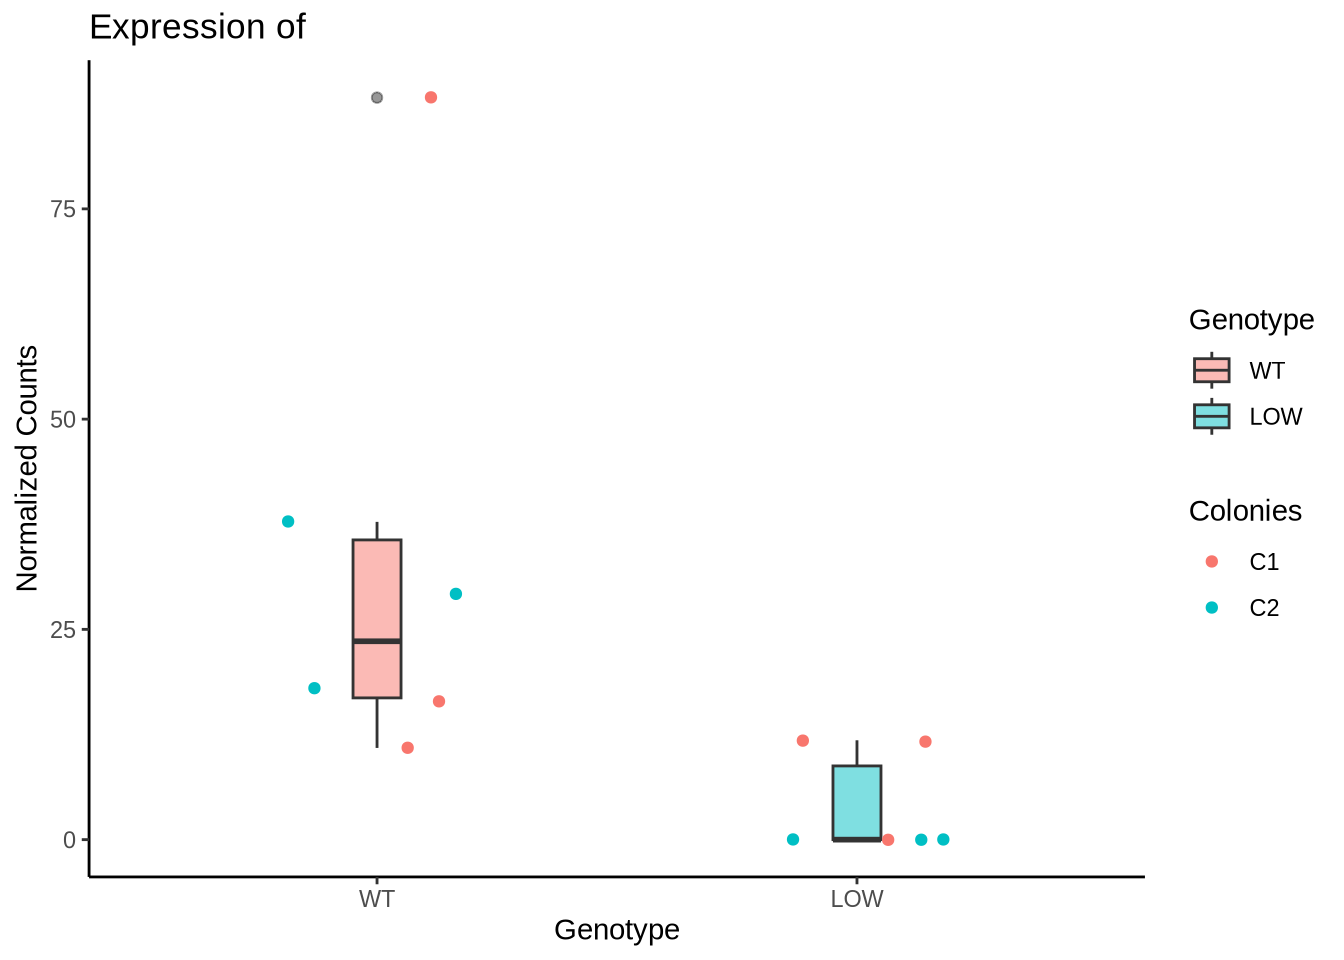 Expression of
Normalized Counts
75
50
25
0
WT
LOW
Genotype
Genotype
WT
LOW
Colonies
C1
C2